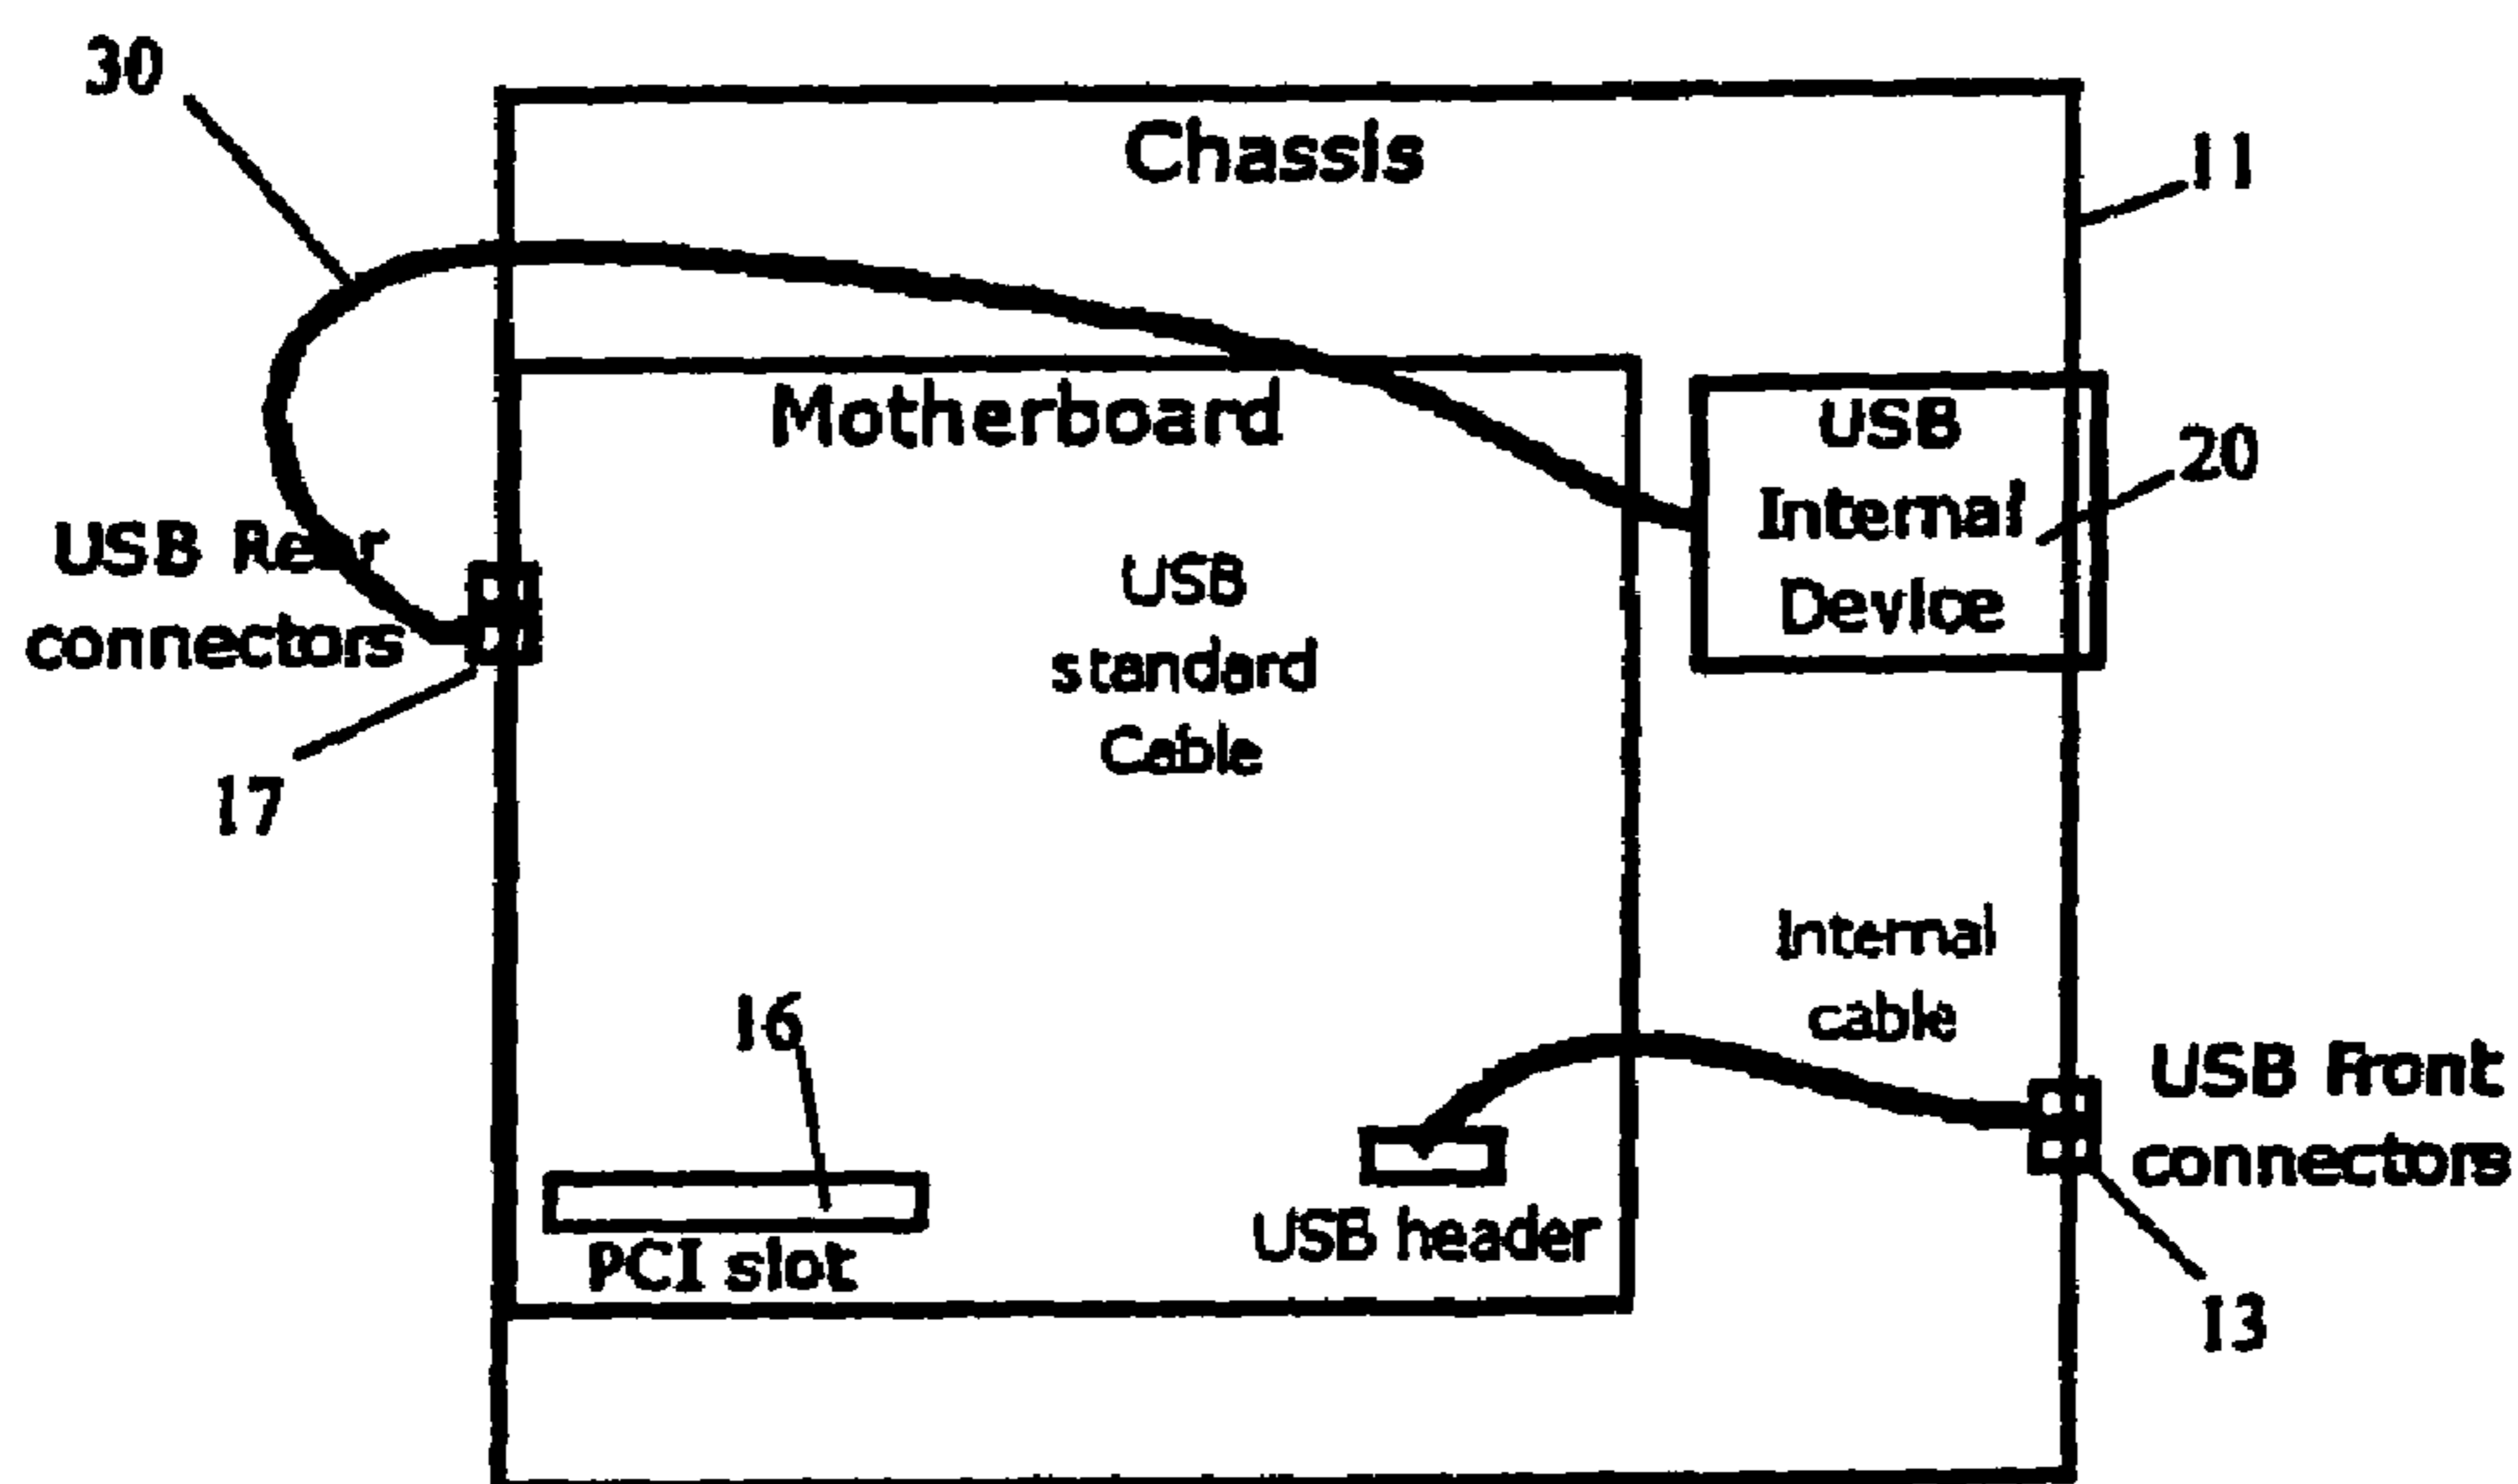 30
Chassis
11
Motherboard
USB
Internal
Device
20
USB Rear
connectors
17
USB
standard
Cable
Internal
cable
16
PCI slot
USB header
USB Front
connectors
13